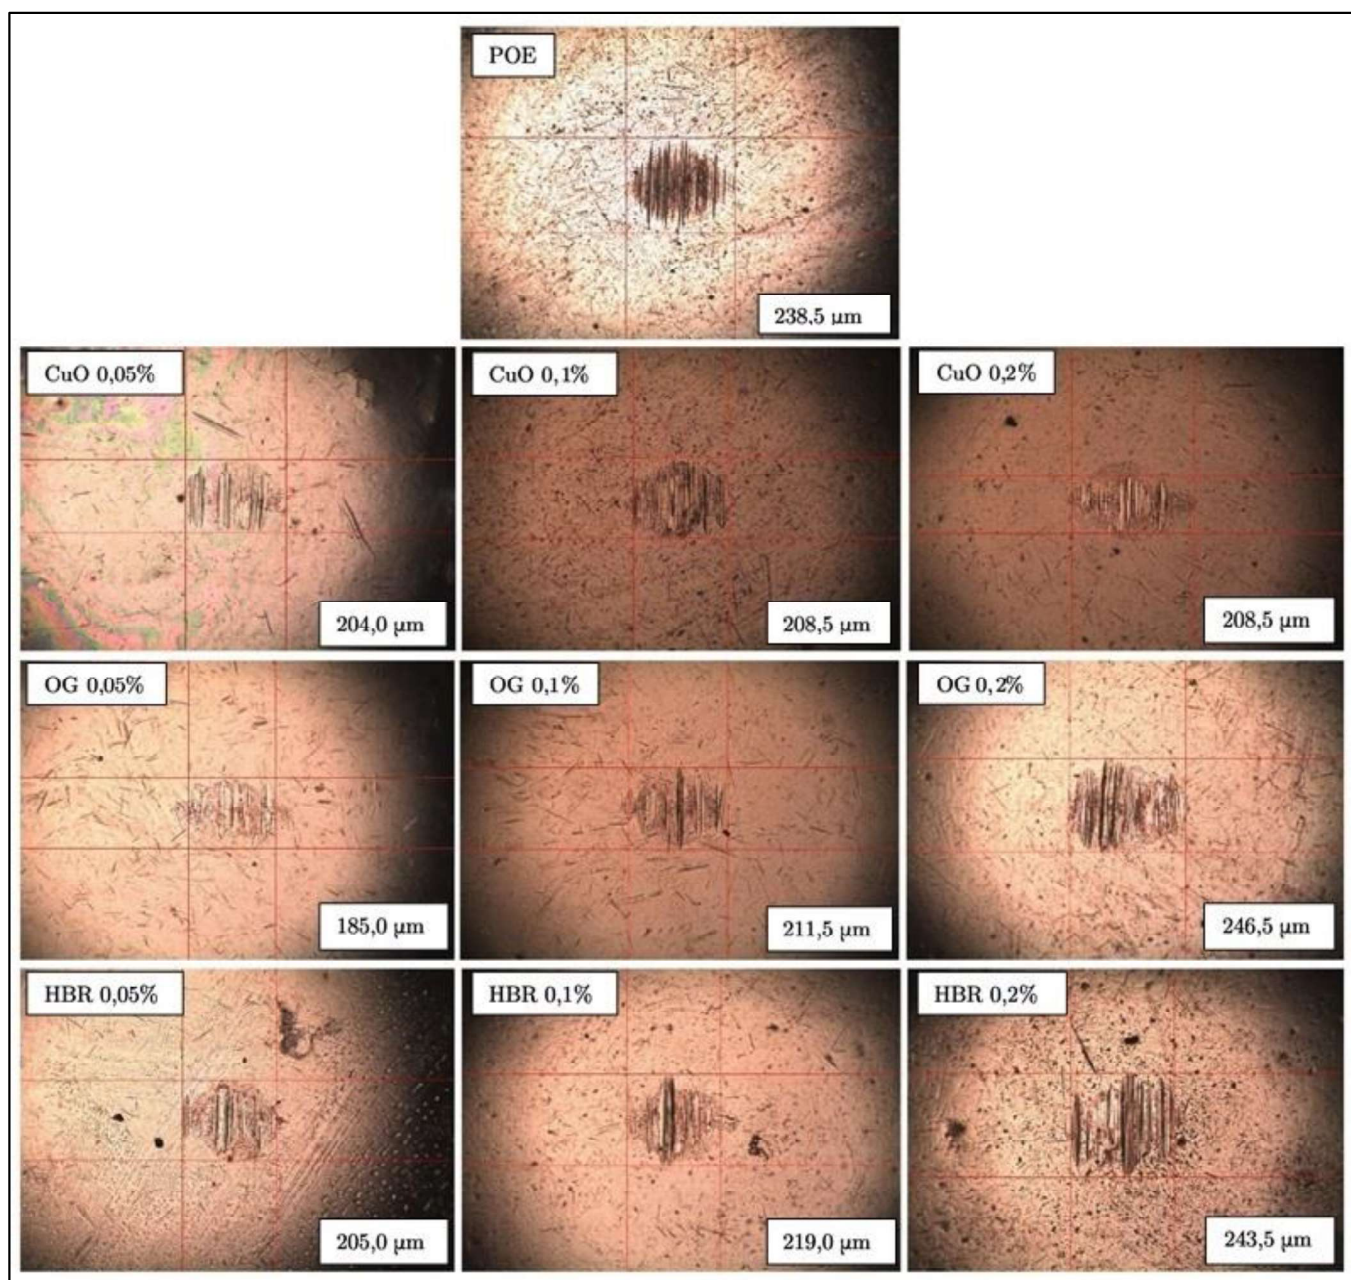 POE
238,5 µm
CuO 0,05%
204,0 µm
CuO 0,1%
208,5 µm
CuO 0,2%
208,5 µm
OG 0,05%
185,0 µm
OG 0,1%
211,5 µm
OG 0,2%
246,5 µm
HBR 0,05%
205,0 µm
HBR 0,1%
219,0 µm
HBR 0,2%
243,5 µm